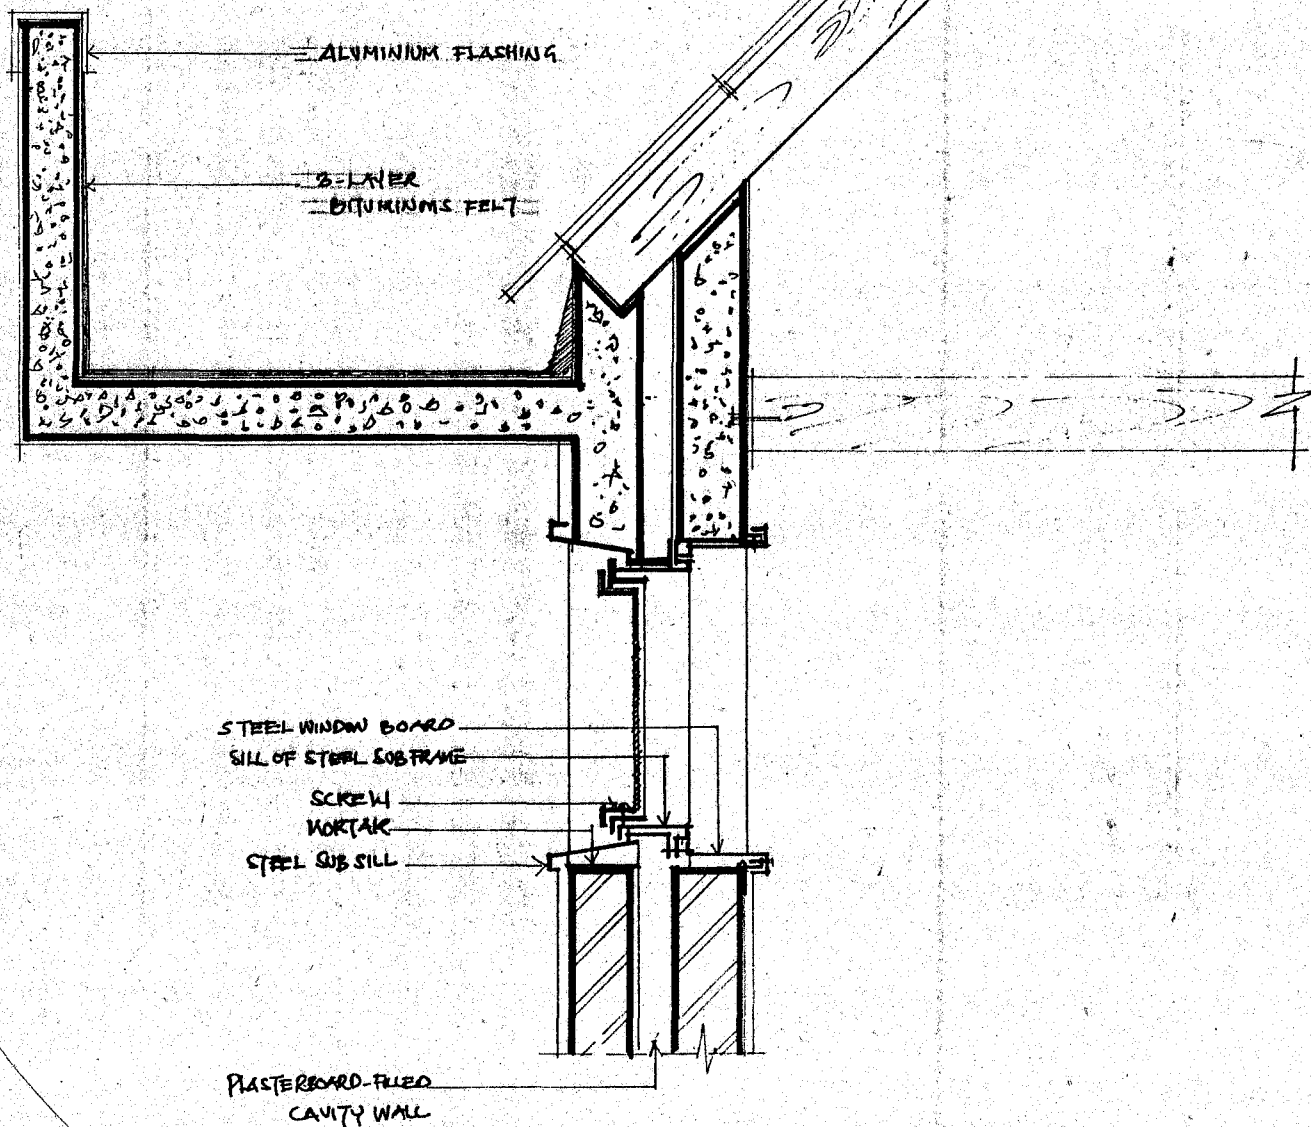 ALUMINIUM FLASHING
3-LAYER
BITUMINMS FELT
STEEL WINDOW BOARD
SILL OF STEEL SUBFRAME
SCREW
MORTAR
STEEL SUB SILL
PLASTERBOARD-FILLED
CAVITY WALL